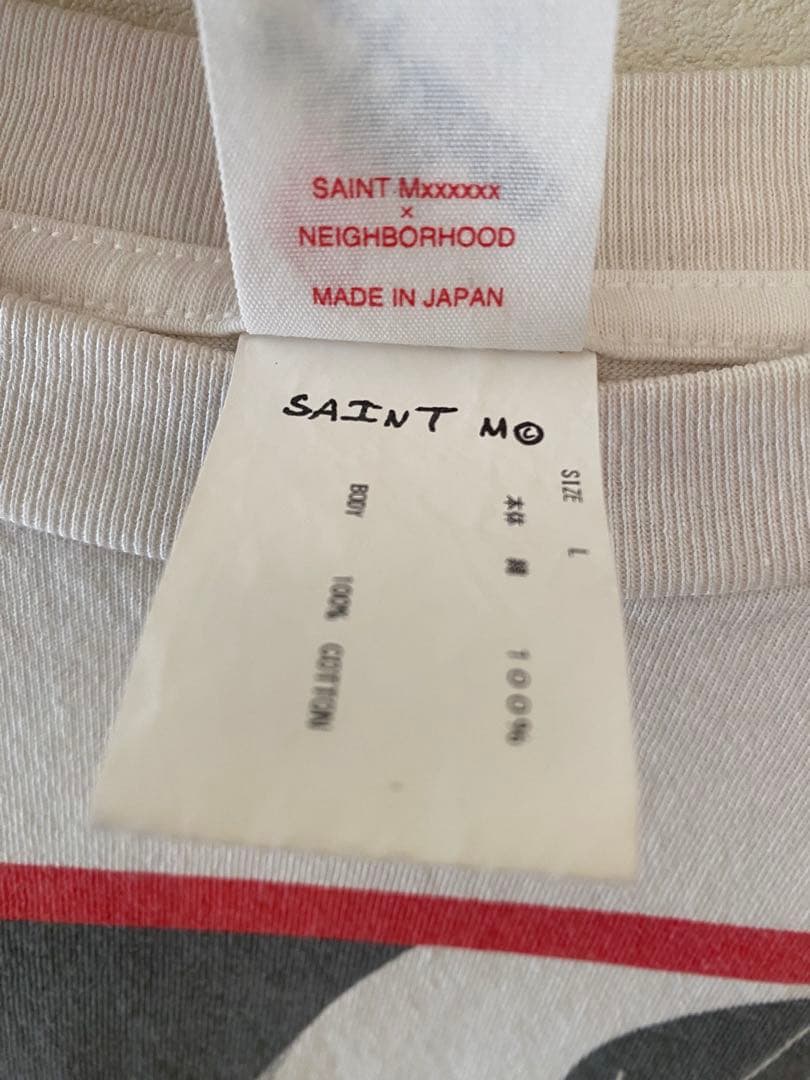 SAINT Mxxxxxx
×
NEIGHBORHOOD
MADE IN JAPAN
SAINT M©
SIZE L
本体 綿 100%
BODY 100% COTTON